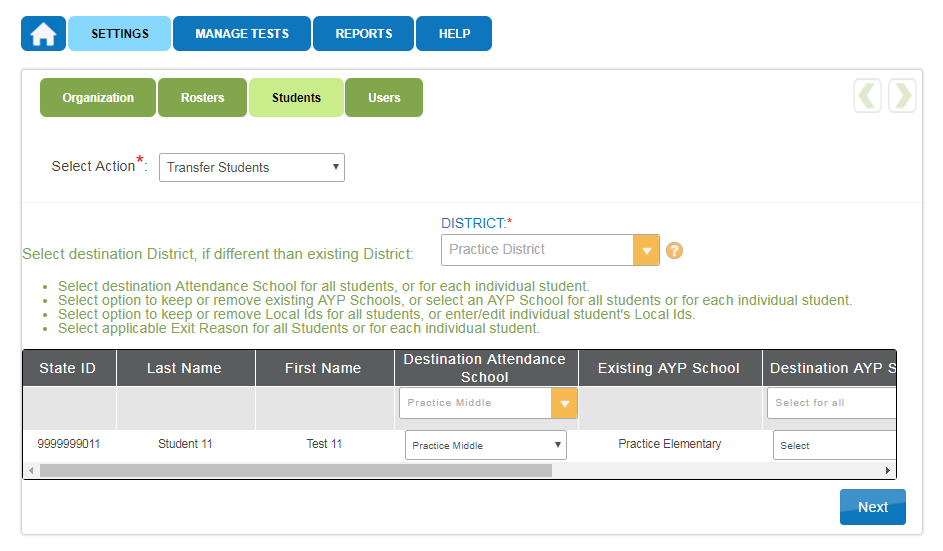 SETTINGS MANAGE TESTS REPORTS HELP
Organization Rosters Students Users
Select Action*: Transfer Students
DISTRICT:*
Select destination District, if different than existing District: Practice District ?
• Select destination Attendance School for all students, or for each individual student.
• Select option to keep or remove existing AYP Schools, or select an AYP School for all students or for each individual student.
• Select option to keep or remove Local Ids for all students, or enter/edit individual student's Local Ids.
• Select applicable Exit Reason for all Students or for each individual student.
State ID Last Name First Name Destination Attendance School Existing AYP School Destination AYP S
Practice Middle Select for all
9999999011 Student 11 Test 11 Practice Middle Practice Elementary Select
Next